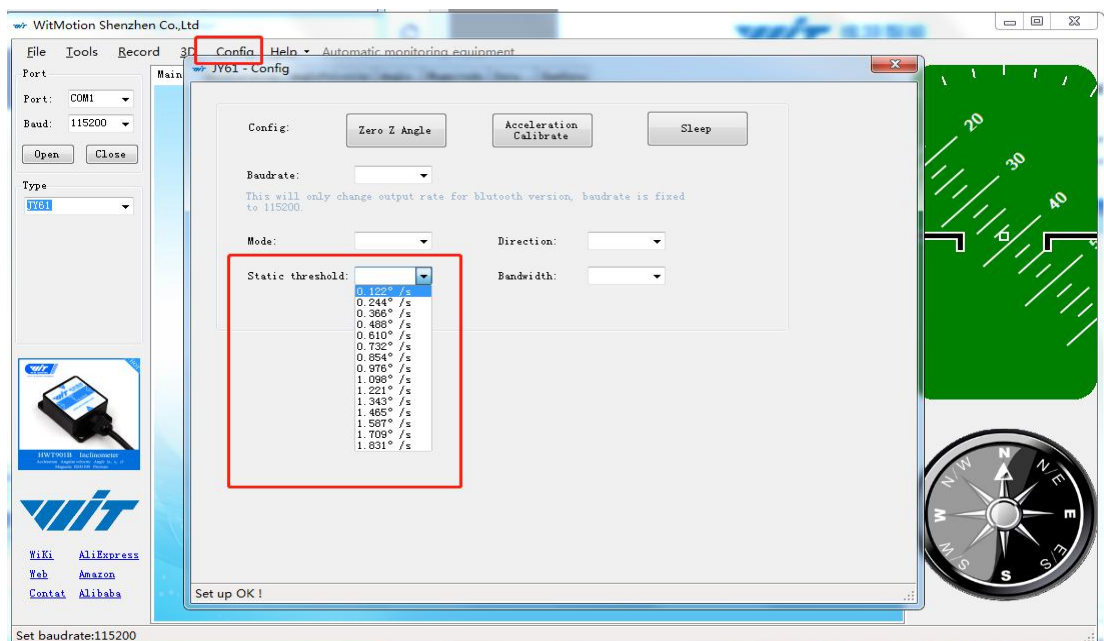 WitMotion Shenzhen Co.,Ltd
File Tools Record 3D Config Help Automatic monitoring equipment
JY61 - Config
Port
Main
Port: COM1
Baud: 115200
Open Close
Type
JY61
Config: Zero Z Angle Acceleration Calibrate Sleep
Baudrate:
This will only change output rate for blutooth version, baudrate is fixed
to 115200.
Mode: Direction:
Static threshold: Bandwidth:
0.122° /s
0.244° /s
0.366° /s
0.488° /s
0.610° /s
0.732° /s
0.854° /s
0.976° /s
1.098° /s
1.221° /s
1.343° /s
1.465° /s
1.587° /s
1.709° /s
1.831° /s
20
30
40
WIT
HWT901B Inclinometer
WIT
WiKi AliExpress
Web Amazon
Contat Alibaba
N
N/E
E
S/E
S
S/W
W
N/W
Set up OK !
Set baudrate:115200